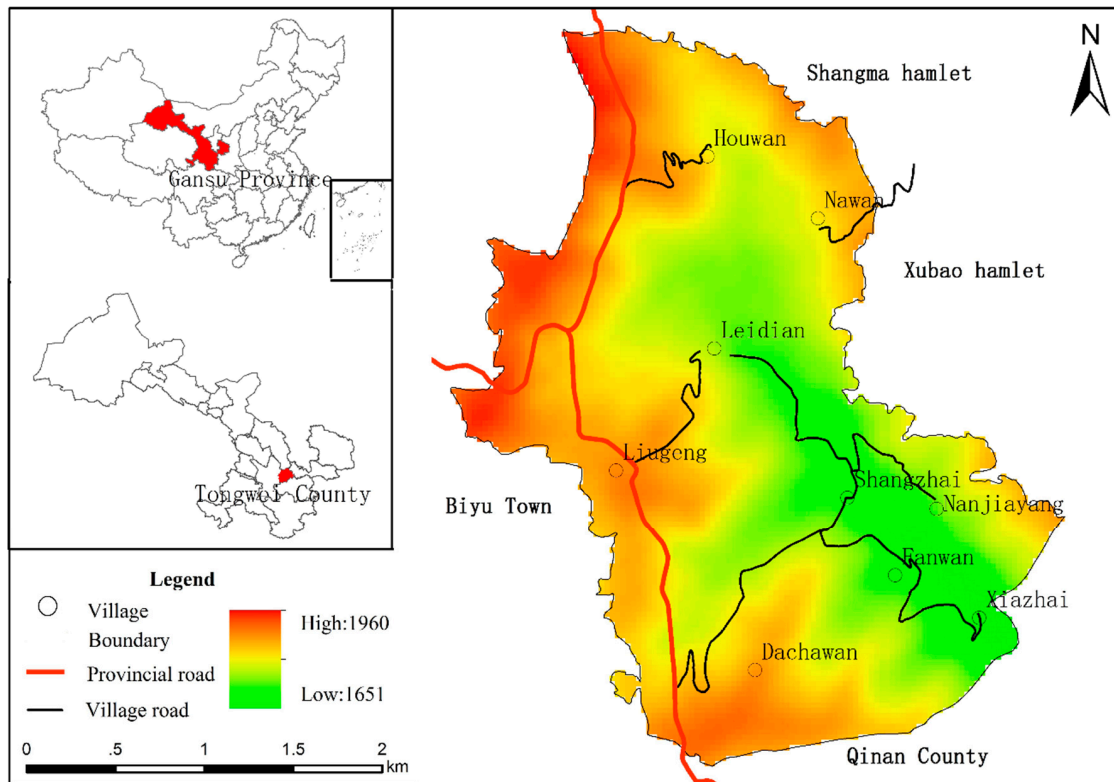 Gansu Province
Tongwei County
Legend
Village
Boundary
Provincial road
Village road
High:1960
Low:1651
0 .5 1 1.5 2
km
N
Shangma hamlet
Houwan
Nawan
Xubao hamlet
Leidian
Liugeng
Biyu Town
Shangzhai
Nanjiayang
Fanwan
Xiazhai
Dachawan
Qinan County